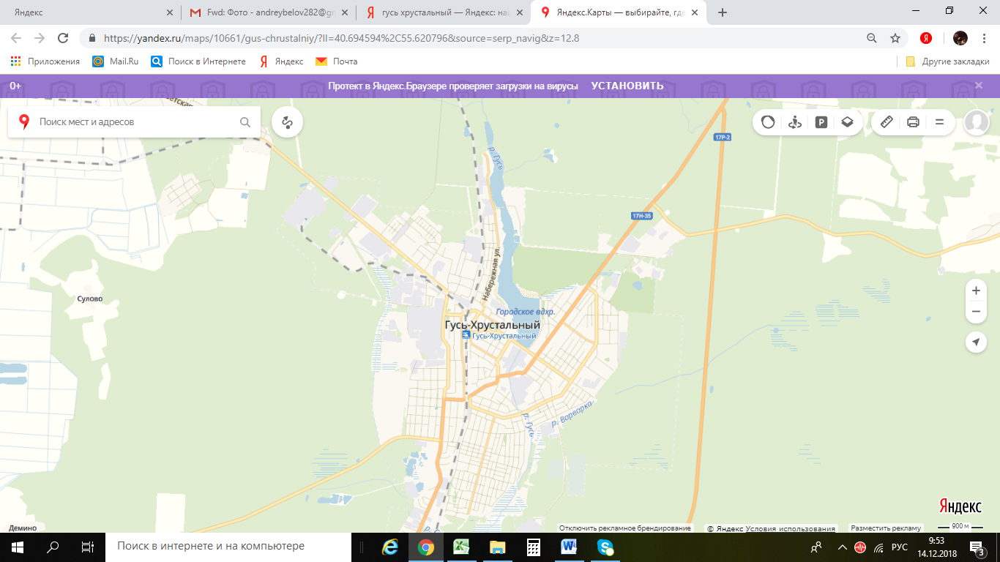 Яндекс
Fwd: Фото - andreybelov282@gm
гусь хрустальный — Яндекс: наш
Яндекс.Карты — выбирайте, где
https://yandex.ru/maps/10661/gus-chrustalniy/?ll=40.694594%2C55.620796&source=serp_navig&z=12.8
Приложения
Mail.Ru
Поиск в Интернете
Яндекс
Почта
Другие закладки
0+
Протект в Яндекс.Браузере проверяет загрузки на вирусы
УСТАНОВИТЬ
Поиск мест и адресов
P
17Р-2
р. Гусь
17Н-35
Набережная ул.
Сулово
Городское вдхр.
Гусь-Хрустальный
Гусь-Хрустальный
р. Варварка
р. Гусь
Демино
Яндекс
Отключить рекламное брендирование
© Яндекс Условия использования
Разместить рекламу
900 м
Поиск в интернете и на компьютере
РУС
9:53
14.12.2018
3